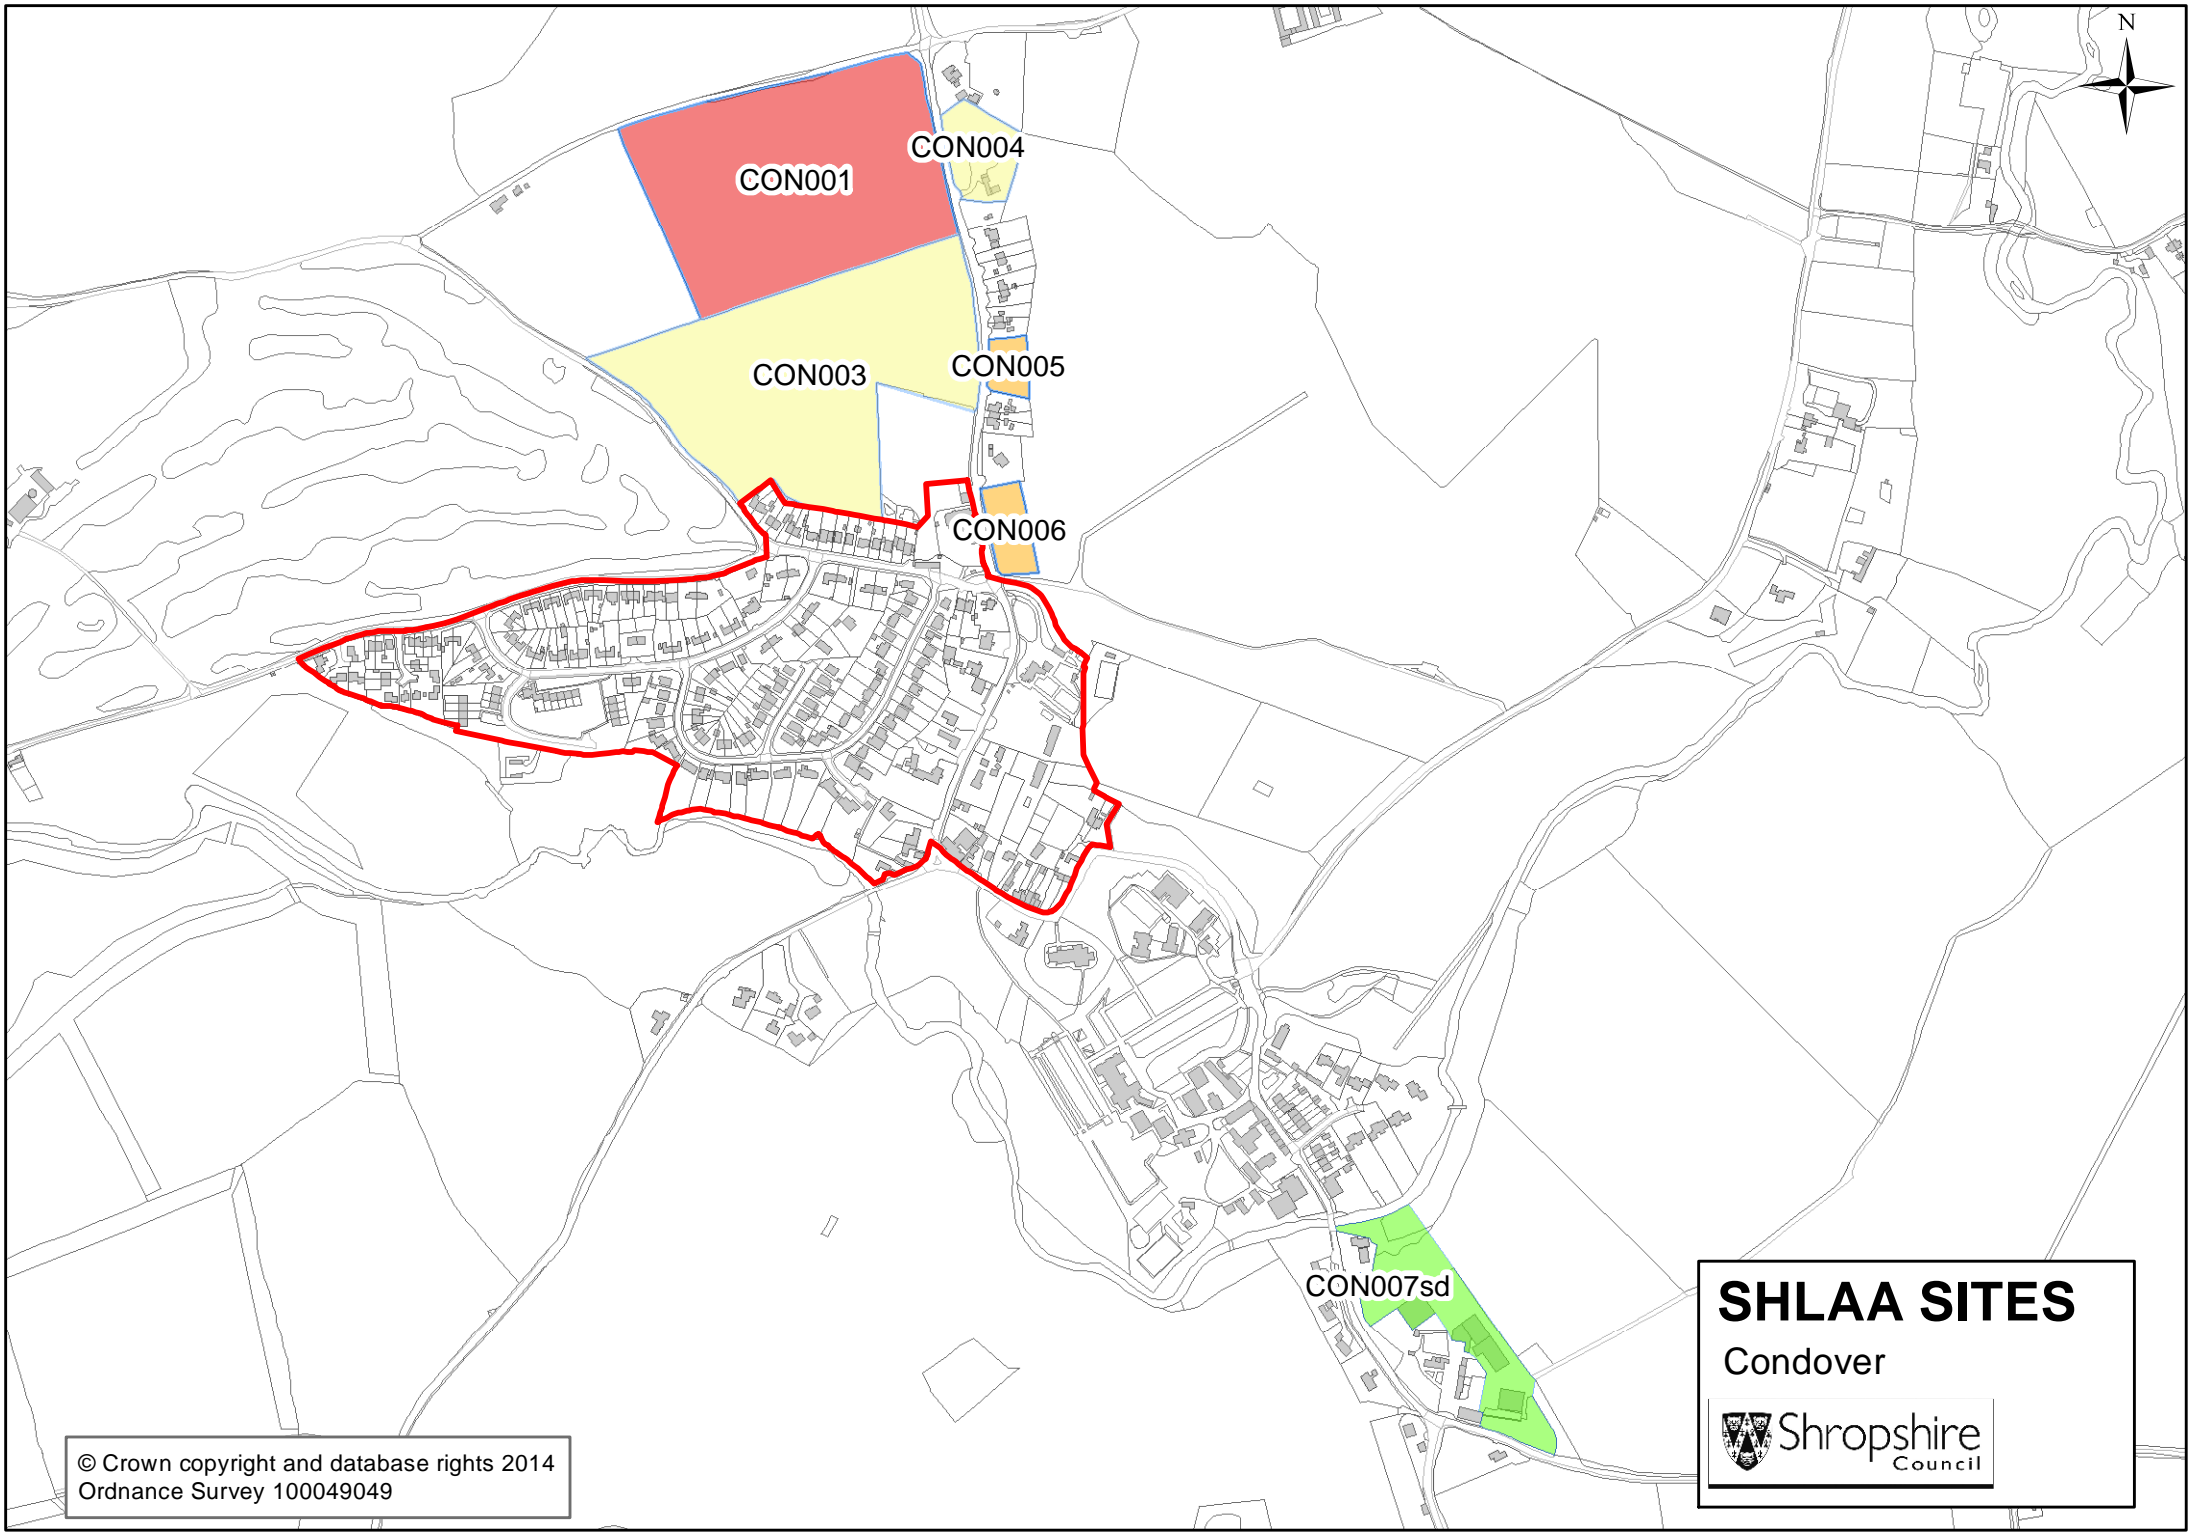 N
CON004
CON001
CON005
CON003
CON006
CON007sd
SHLAA SITES
Condover
Shropshire
Council
© Crown copyright and database rights 2014
Ordnance Survey 100049049